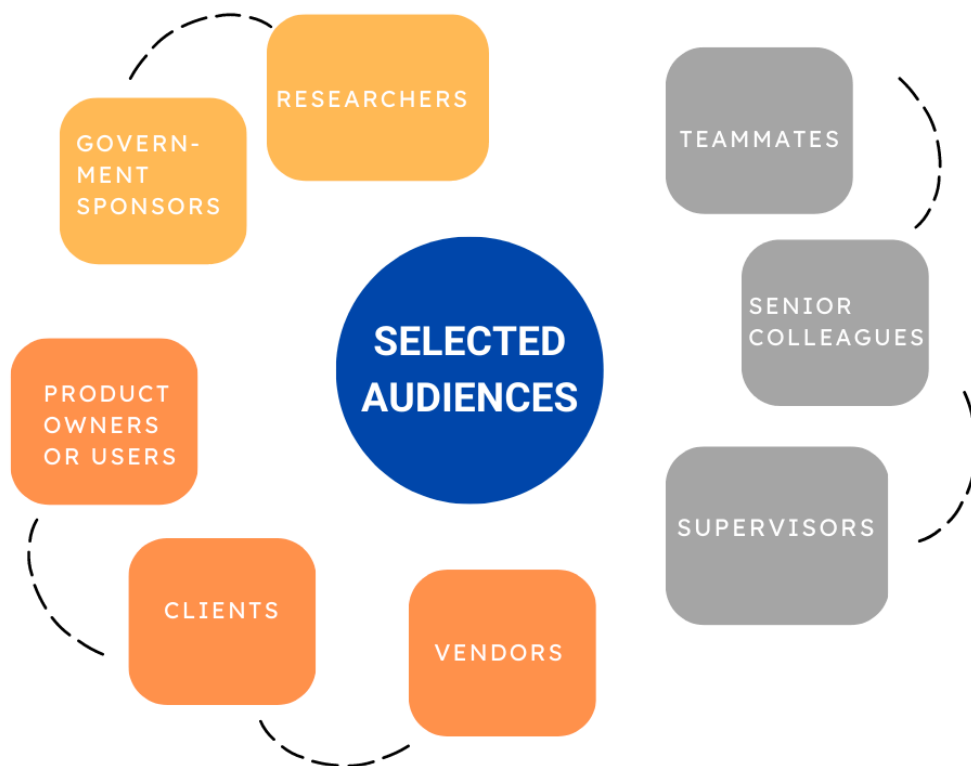 RESEARCHERS
GOVERN-
MENT
SPONSORS
TEAMMATES
SELECTED
AUDIENCES
SENIOR
COLLEAGUES
PRODUCT
OWNERS
OR USERS
SUPERVISORS
CLIENTS
VENDORS